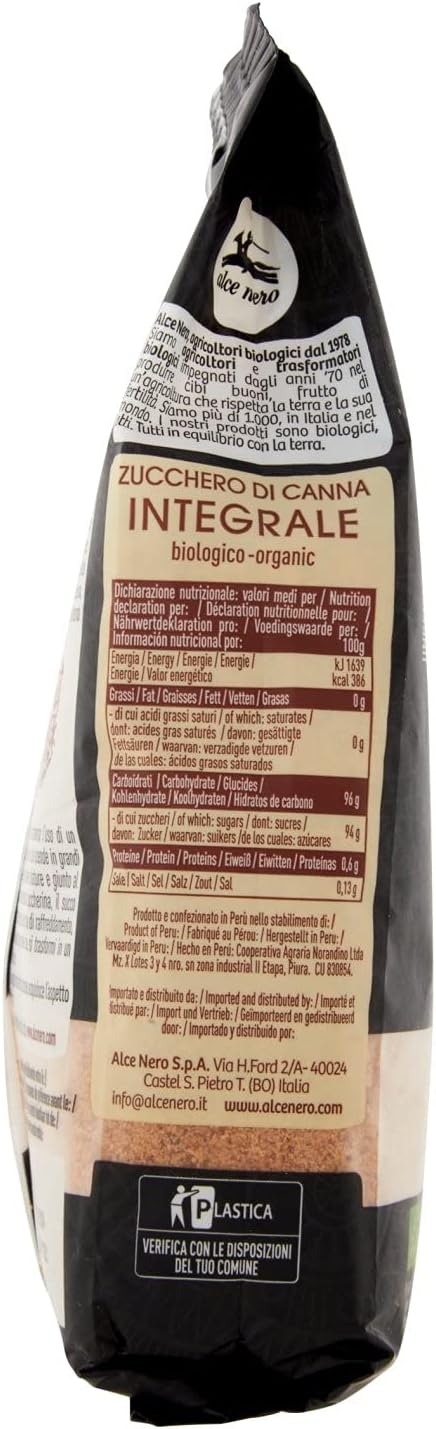 alce nero
Alce Nero, agricoltori biologici dal 1978
Siamo agricoltori e trasformatori
biologici impegnati dagli anni '70 nel
produrre cibi buoni, frutto di
un'agricoltura che rispetta la terra e la sua
fertilità. Siamo più di 1.000, in Italia e nel
mondo. I nostri prodotti sono biologici,
Tutti in equilibrio con la terra.
ZUCCHERO DI CANNA
INTEGRALE
biologico-organic
Dichiarazione nutrizionale: valori medi per / Nutrition
declaration per: / Déclaration nutritionnelle pour: /
Nährwertdeklaration pro: / Voedingswaarde per: /
Información nutricional por: 100g
Energia / Energy / Energie / Energie / kJ 1639
Energie / Valor energético kcal 386
Grassi / Fat / Graisses / Fett / Vetten / Grasas 0 g
- di cui acidi grassi saturi / of which: saturates /
dont: acides gras saturés / davon: gesättigte 0 g
Fettsäuren / waarvan: verzadigde vetzuren /
de las cuales: ácidos grasos saturados
Carboidrati / Carbohydrate / Glucides / 96 g
Kohlenhydrate / Koolhydraten / Hidratos de carbono
- di cui zuccheri / of which: sugars / dont: sucres / 94 g
davon: Zucker / waarvan: suikers / de los cuales: azúcares
Proteine / Protein / Proteins / Eiweiß / Eiwitten / Proteínas 0,6 g
Sale / Salt / Sel / Salz / Zout / Sal 0,13 g
Prodotto e confezionato in Perù nello stabilimento di: /
Product of Peru: / Fabriqué au Pérou: / Hergestellt in Peru: /
Vervaardigd in Peru: / Hecho en Perú: Cooperativa Agraria Norandino Ltda
Mz. X Lotes 3 y 4 nro. sn zona industrial II Etapa, Piura. CU 830854.
Importato e distribuito da: / Imported and distributed by: / Importé et
distribué par: / Import und Vertrieb: / Geïmporteerd en gedistribueerd
door: / Importado y distribuido por:
Alce Nero S.p.A. Via H.Ford 2/A- 40024
Castel S. Pietro T. (BO) Italia
info@alcenero.it www.alcenero.com
PLASTICA
VERIFICA CON LE DISPOSIZIONI
DEL TUO COMUNE